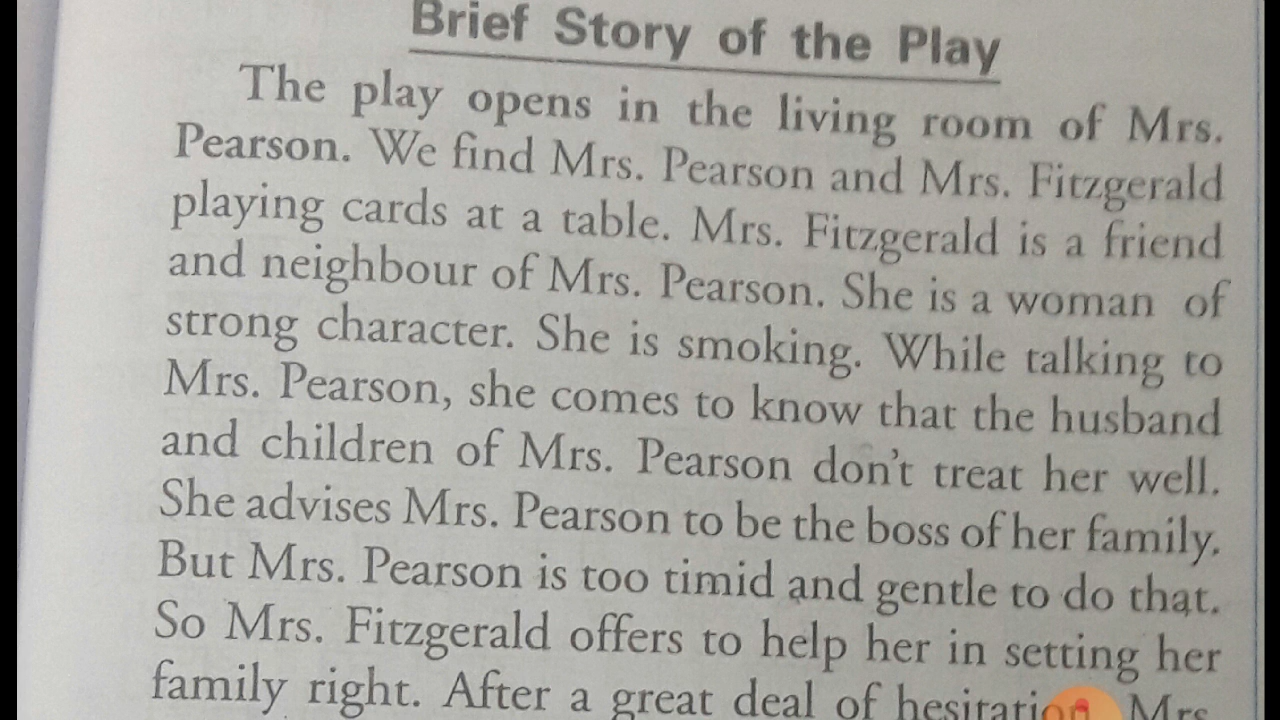 Brief Story of the Play
The play opens in the living room of Mrs.
Pearson. We find Mrs. Pearson and Mrs. Fitzgerald
playing cards at a table. Mrs. Fitzgerald is a friend
and neighbour of Mrs. Pearson. She is a woman of
strong character. She is smoking. While talking to
Mrs. Pearson, she comes to know that the husband
and children of Mrs. Pearson don't treat her well.
She advises Mrs. Pearson to be the boss of her family.
But Mrs. Pearson is too timid and gentle to do that.
So Mrs. Fitzgerald offers to help her in setting her
family right. After a great deal of hesitation Mrs